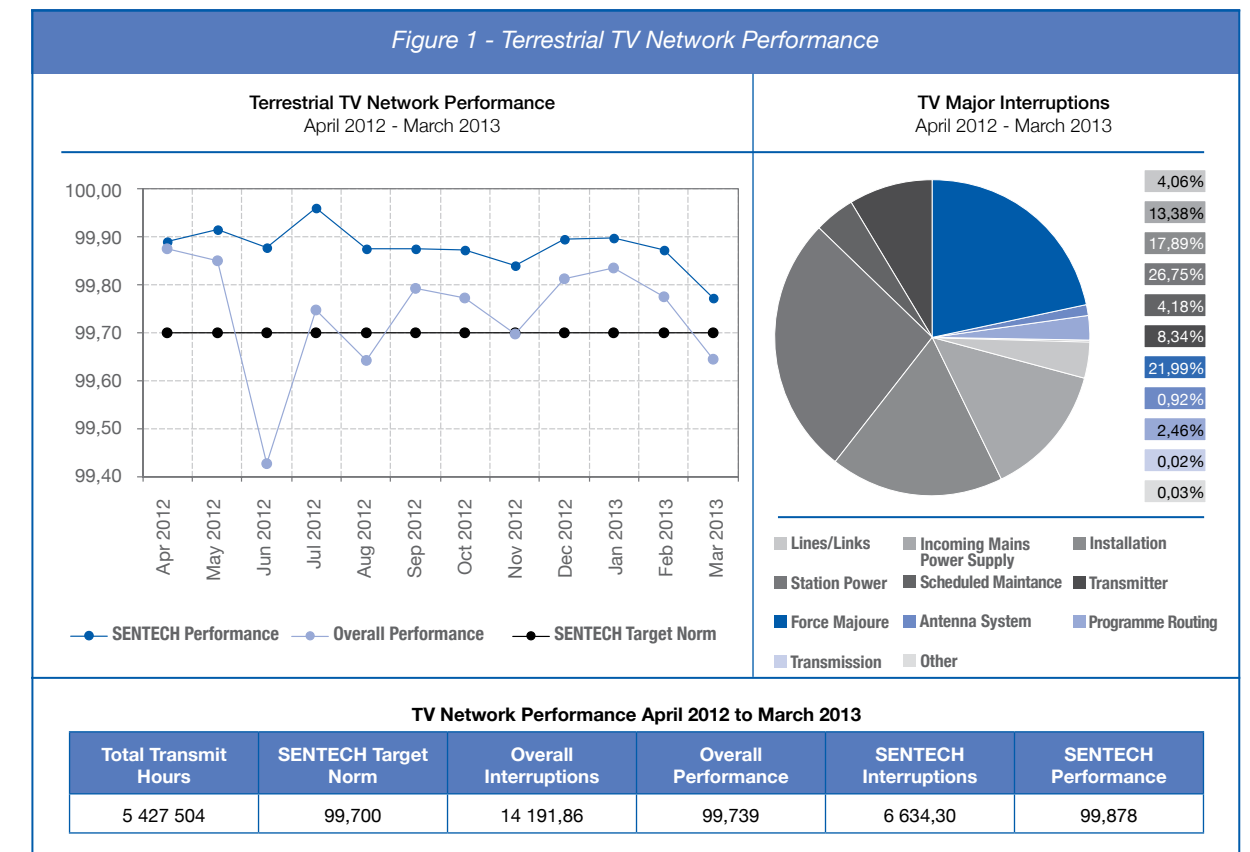 Figure 1 - Terrestrial TV Network Performance
Terrestrial TV Network Performance
April 2012 - March 2013
100,00
99,90
99,80
99,70
99,60
99,50
99,40
Apr 2012
May 2012
Jun 2012
Jul 2012
Aug 2012
Sep 2012
Oct 2012
Nov 2012
Dec 2012
Jan 2013
Feb 2013
Mar 2013
SENTECH Performance
Overall Performance
SENTECH Target Norm
TV Major Interruptions
April 2012 - March 2013
4,06%
13,38%
17,89%
26,75%
4,18%
8,34%
21,99%
0,92%
2,46%
0,02%
0,03%
Lines/Links
Incoming Mains
Power Supply
Installation
Station Power
Scheduled Maintance
Transmitter
Force Majoure
Antenna System
Programme Routing
Transmission
Other
TV Network Performance April 2012 to March 2013
Total Transmit
Hours
SENTECH Target
Norm
Overall
Interruptions
Overall
Performance
SENTECH
Interruptions
SENTECH
Performance
5 427 504
99,700
14 191,86
99,739
6 634,30
99,878